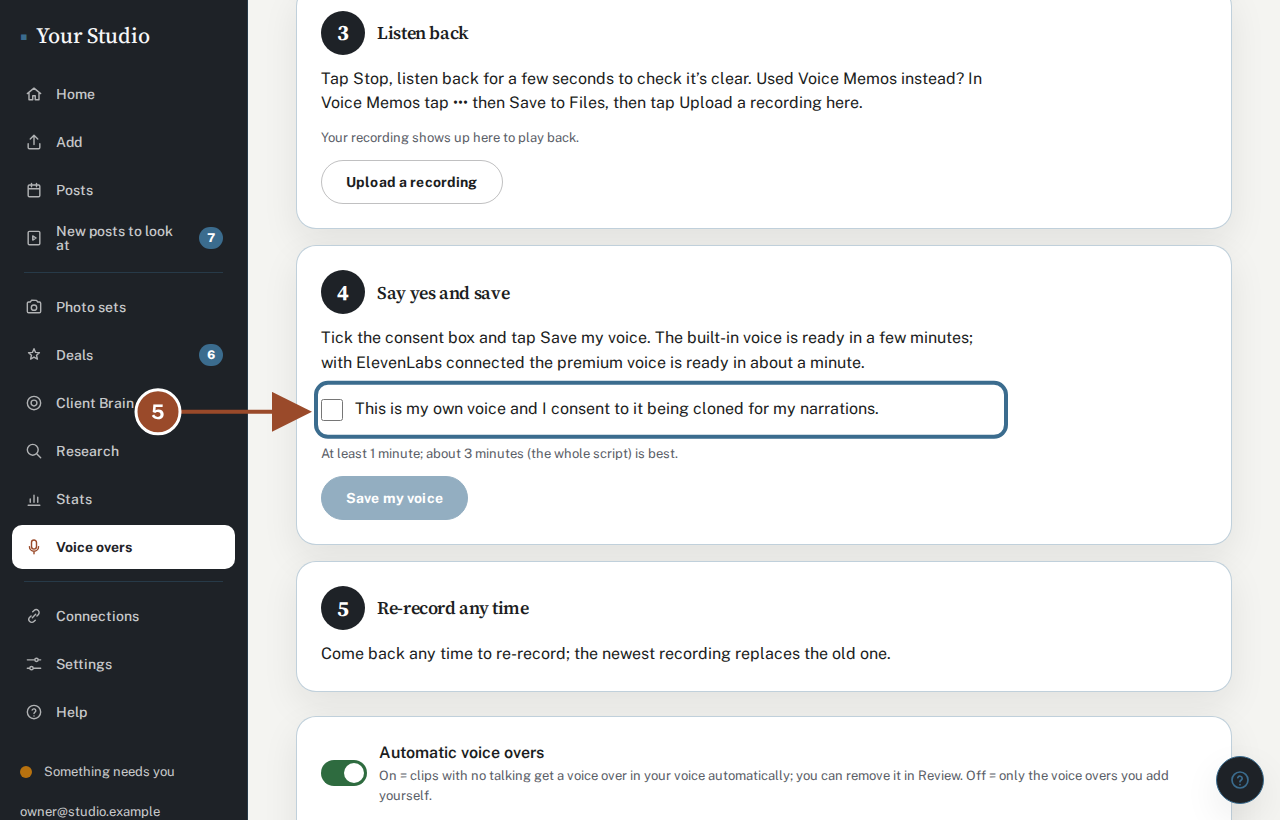 Your Studio
Home
Add
Posts
New posts to look
at
7
Photo sets
Deals
6
Client Brain
5
Research
Stats
Voice overs
Connections
Settings
Help
Something needs you
owner@studio.example
3
Listen back
Tap Stop, listen back for a few seconds to check it’s clear. Used Voice Memos instead? In
Voice Memos tap ••• then Save to Files, then tap Upload a recording here.
Your recording shows up here to play back.
Upload a recording
4
Say yes and save
Tick the consent box and tap Save my voice. The built-in voice is ready in a few minutes;
with ElevenLabs connected the premium voice is ready in about a minute.
This is my own voice and I consent to it being cloned for my narrations.
At least 1 minute; about 3 minutes (the whole script) is best.
Save my voice
5
Re-record any time
Come back any time to re-record; the newest recording replaces the old one.
Automatic voice overs
On = clips with no talking get a voice over in your voice automatically; you can remove it in Review. Off = only the voice overs you add
yourself.